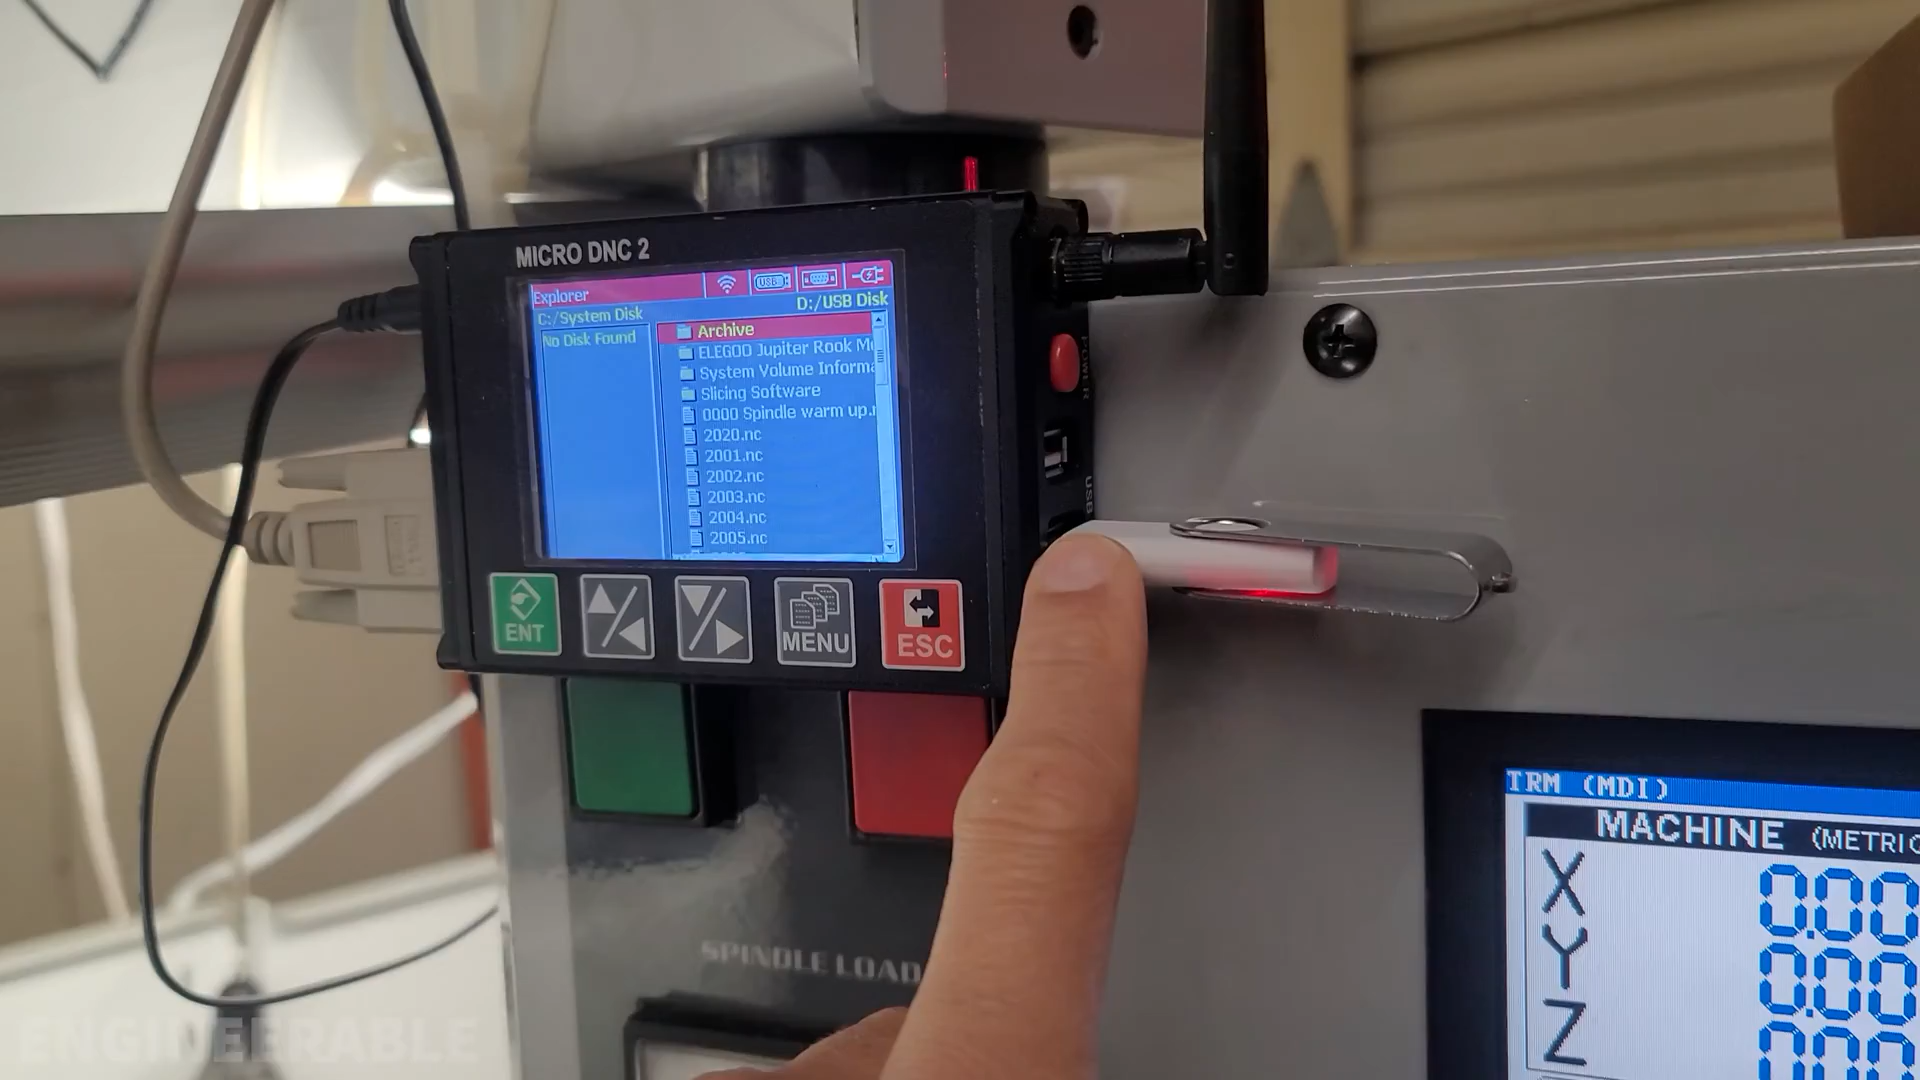 MICRO DNC 2
Explorer
USB
C:/System Disk
D:/USB Disk
No Disk Found
Archive
ELEGOO Jupiter Rook
System Volume Informa
Slicing Software
0000 Spindle warm up.
2020.nc
2001.nc
2002.nc
2003.nc
2004.nc
2005.nc
POWER
USB
ENT
MENU
ESC
TRM (MDI)
MACHINE (METRIC
X 0.00
Y 0.00
Z 0.00
SPINDLE LOAD
ENGINEERABLE